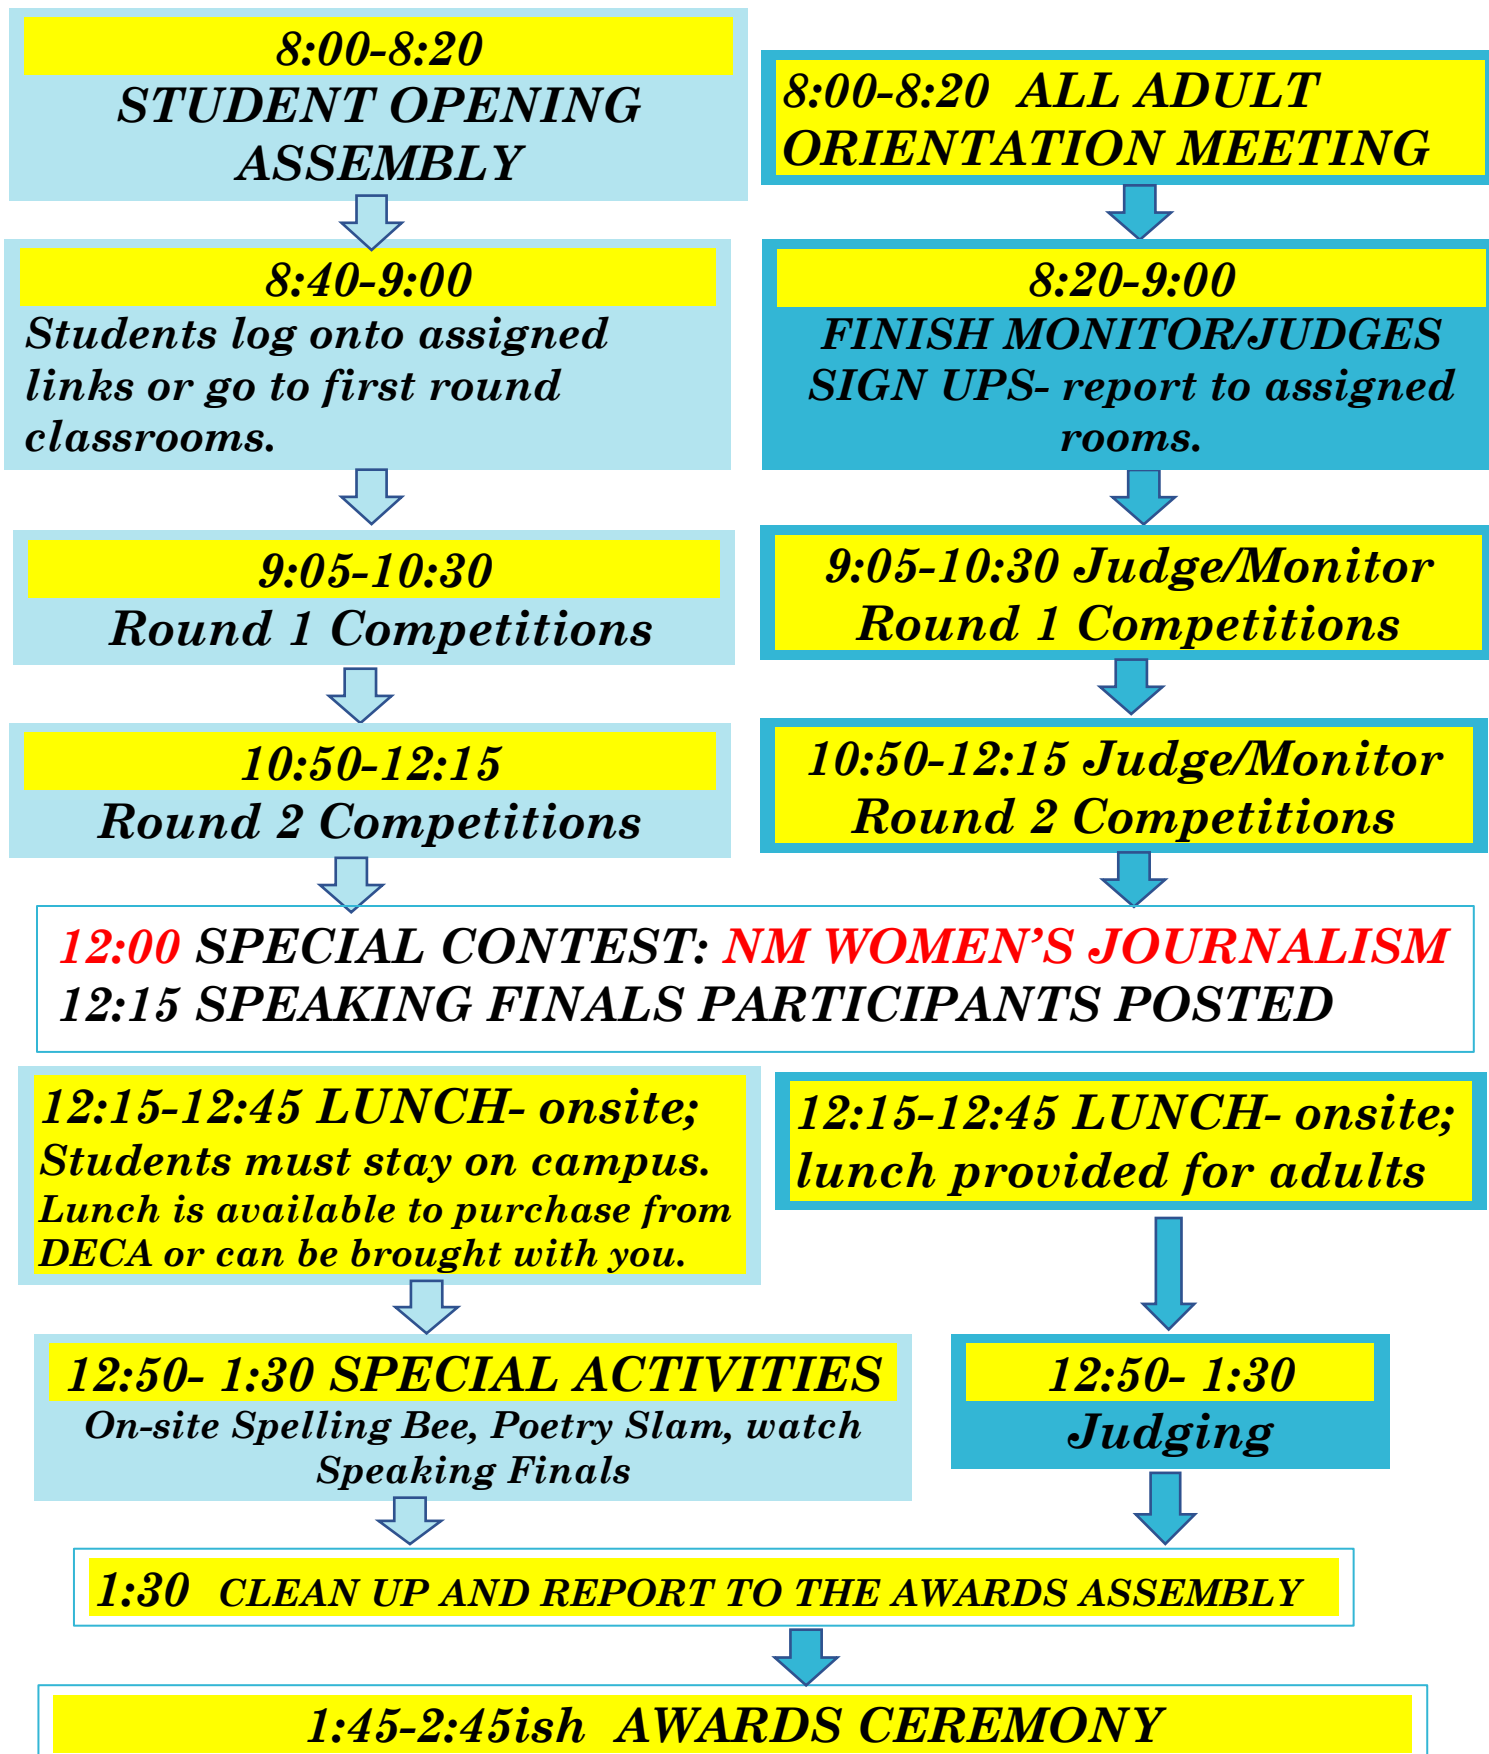 8:00-8:20
STUDENT OPENING
ASSEMBLY
8:00-8:20 ALL ADULT
ORIENTATION MEETING
8:40-9:00
Students log onto assigned
links or go to first round
classrooms.
8:20-9:00
FINISH MONITOR/JUDGES
SIGN UPS- report to assigned
rooms.
9:05-10:30
Round 1 Competitions
9:05-10:30 Judge/Monitor
Round 1 Competitions
10:50-12:15
Round 2 Competitions
10:50-12:15 Judge/Monitor
Round 2 Competitions
12:00 SPECIAL CONTEST: NM WOMEN’S JOURNALISM
12:15 SPEAKING FINALS PARTICIPANTS POSTED
12:15-12:45 LUNCH- onsite;
Students must stay on campus.
Lunch is available to purchase from
DECA or can be brought with you.
12:15-12:45 LUNCH- onsite;
lunch provided for adults
12:50- 1:30 SPECIAL ACTIVITIES
On-site Spelling Bee, Poetry Slam, watch
Speaking Finals
12:50- 1:30
Judging
1:30 CLEAN UP AND REPORT TO THE AWARDS ASSEMBLY
1:45-2:45ish AWARDS CEREMONY